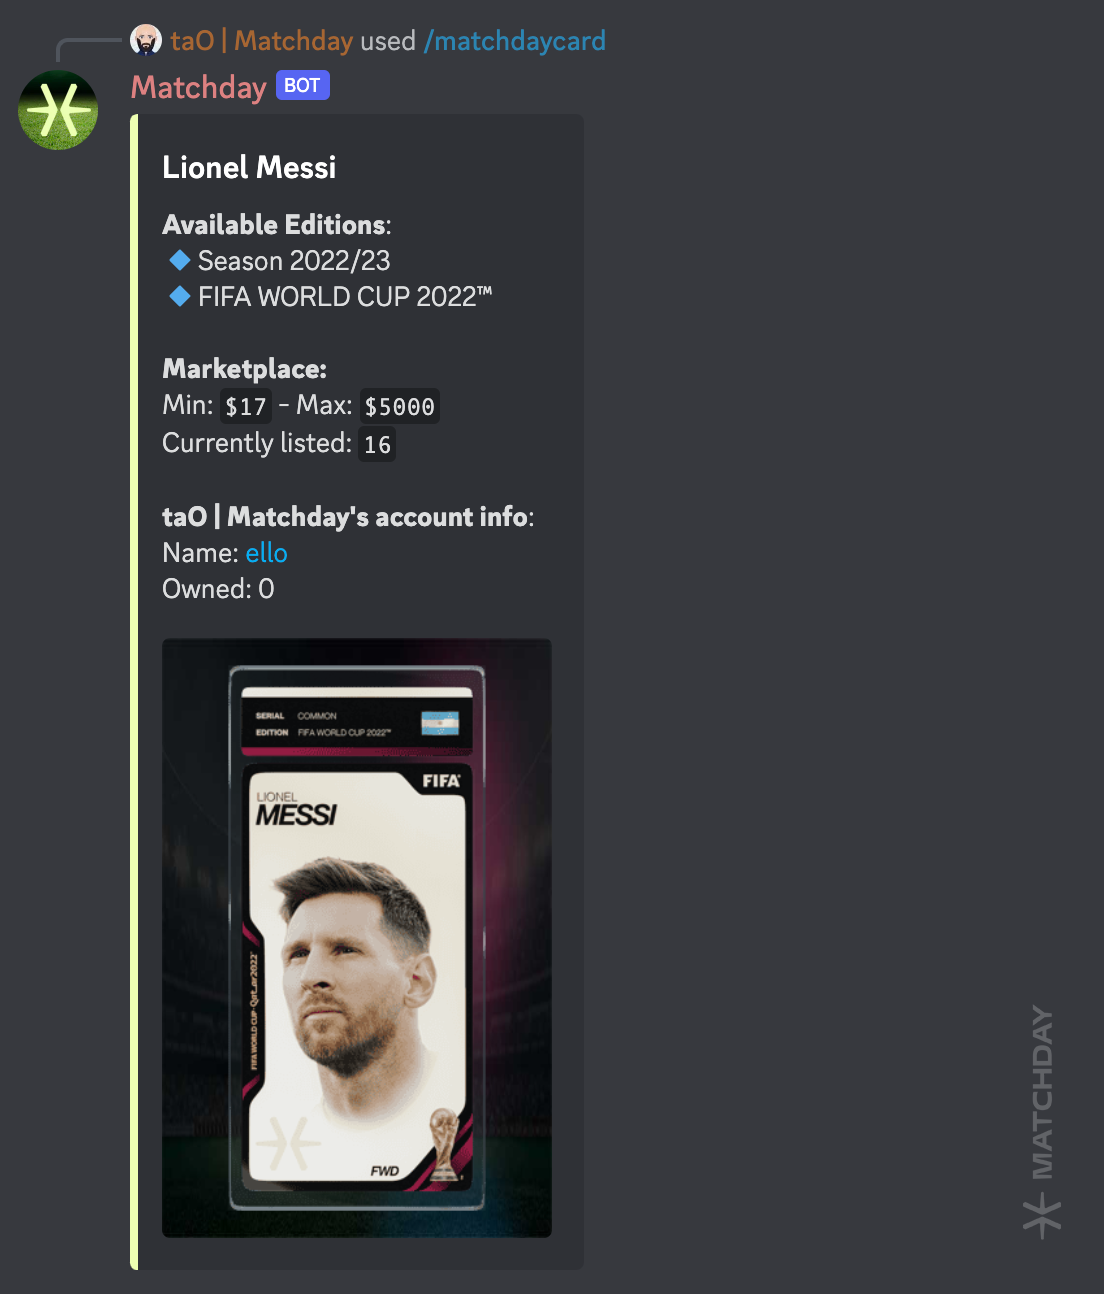 taO | Matchday used /matchdaycard
Matchday BOT
Lionel Messi
Available Editions:
Season 2022/23
FIFA WORLD CUP 2022™
Marketplace:
Min: $17 - Max: $5000
Currently listed: 16
taO | Matchday's account info:
Name: ello
Owned: 0
SERIAL COMMON
EDITION FIFA WORLD CUP 2022™
FIFA
LIONEL
MESSI
FIFA WORLD CUP Qatar2022
FWD
MATCHDAY